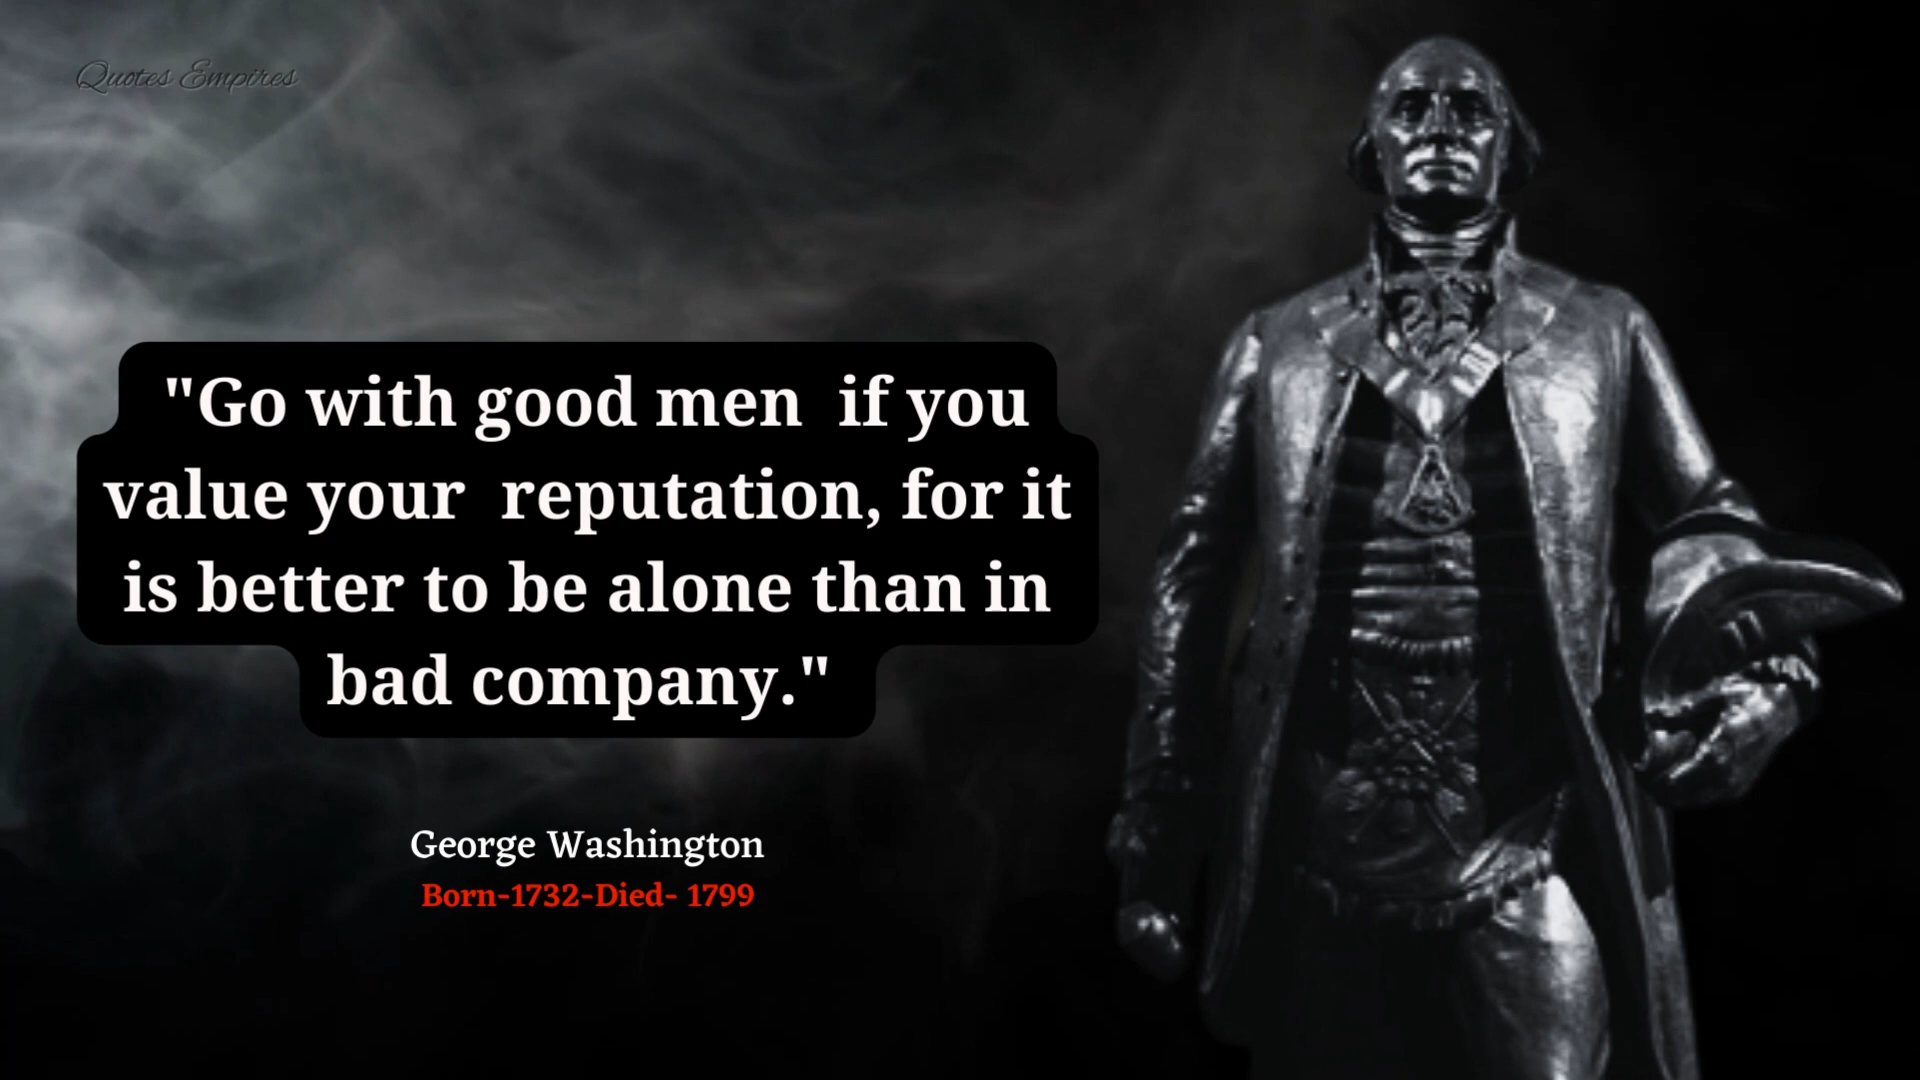 Quotes Empires
"Go with good men  if you
value your  reputation, for it
is better to be alone than in
bad company."
George Washington
Born-1732-Died- 1799